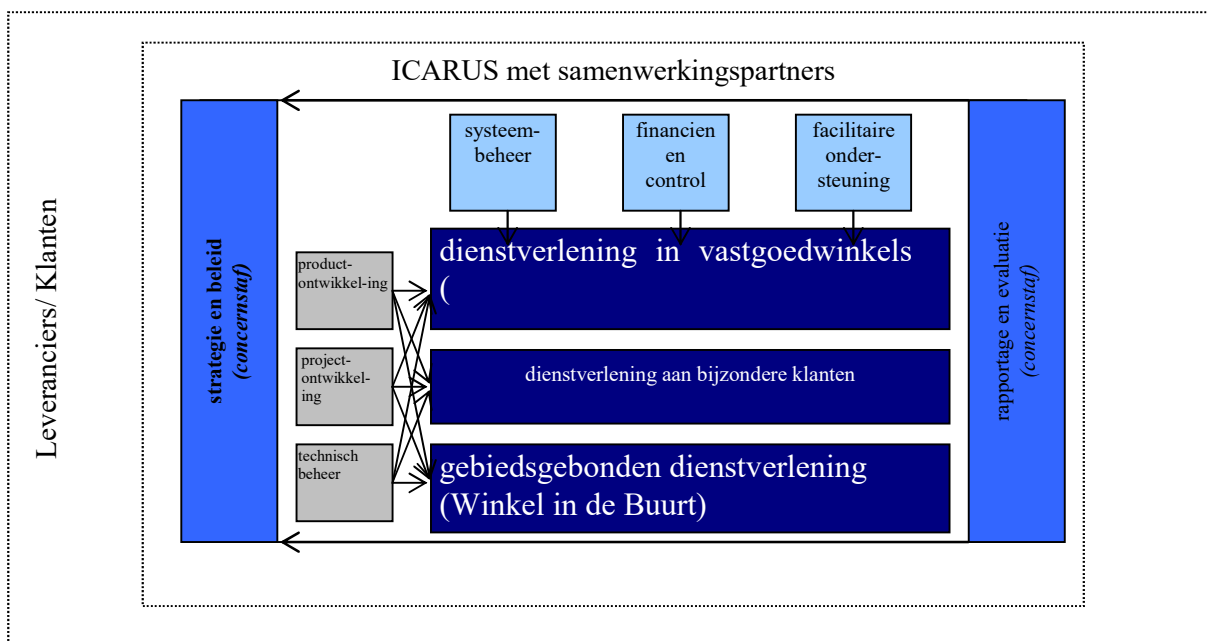 ICARUS met samenwerkingspartners
Leveranciers/ Klanten
strategie en beleid
(concernstaf)
systeem-
beheer
financien
en
control
facilitaire
onder-
steuning
product-
ontwikkel-ing
project-
ontwikkel-
ing
technisch
beheer
dienstverlening in vastgoedwinkels
(
dienstverlening aan bijzondere klanten
gebiedsgebonden dienstverlening
(Winkel in de Buurt)
rapportage en evaluatie
(concernstaf)